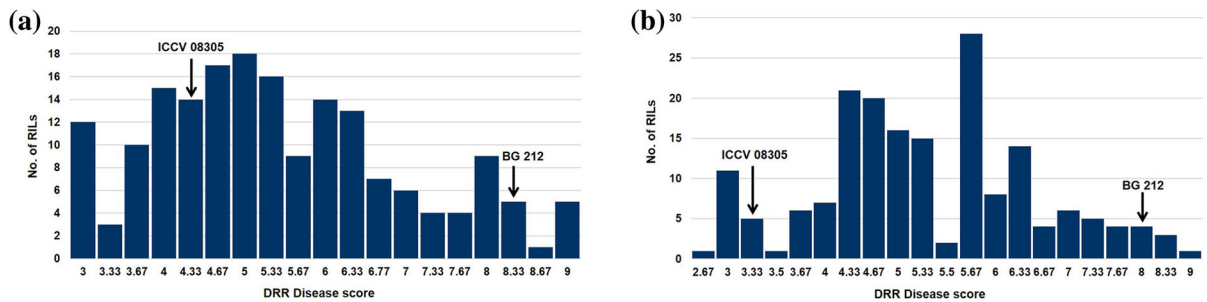 (a)
No. of RILs
20
18
16
14
12
10
8
6
4
2
0
ICCV 08305
BG 212
3 3.33 3.67 4 4.33 4.67 5 5.33 5.67 6 6.33 6.77 7 7.33 7.67 8 8.33 8.67 9
DRR Disease score
(b)
No. of RILs
30
25
20
15
10
5
0
ICCV 08305
BG 212
2.67 3 3.33 3.5 3.67 4 4.33 4.67 5 5.33 5.5 5.67 6 6.33 6.67 7 7.33 7.67 8 8.33 9
DRR Disease score